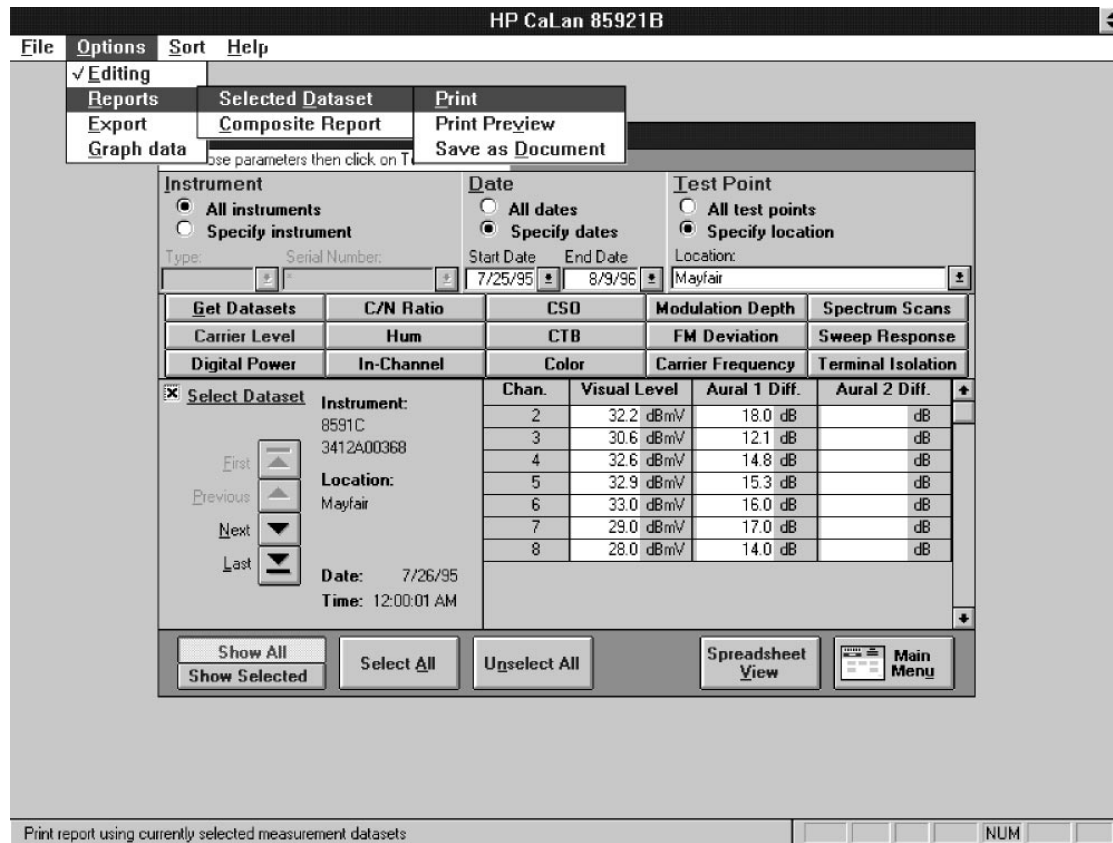 HP CaLan 85921B
File Options Sort Help
✓ Editing
Reports Selected Dataset Print
Export Composite Report Print Preview
Graph data Save as Document
ose parameters then click on T
Instrument Date Test Point
All instruments All dates All test points
Specify instrument Specify dates Specify location
Type: Serial Number: Start Date End Date Location:
* 7/25/95 8/9/96 Mayfair
Get Datasets C/N Ratio CSO Modulation Depth Spectrum Scans
Carrier Level Hum CTB FM Deviation Sweep Response
Digital Power In-Channel Color Carrier Frequency Terminal Isolation
Select Dataset
Instrument:
8591C
3412A00368
First
Location:
Previous
Mayfair
Next
Last
Date: 7/26/95
Time: 12:00:01 AM
Chan. Visual Level Aural 1 Diff. Aural 2 Diff.
2 32.2 dBmV 18.0 dB dB
3 30.6 dBmV 12.1 dB dB
4 32.6 dBmV 14.8 dB dB
5 32.9 dBmV 15.3 dB dB
6 33.0 dBmV 16.0 dB dB
7 29.0 dBmV 17.0 dB dB
8 28.0 dBmV 14.0 dB dB
Show All
Show Selected
Select All
Unselect All
Spreadsheet
View
Main
Menu
Print report using currently selected measurement datasets NUM